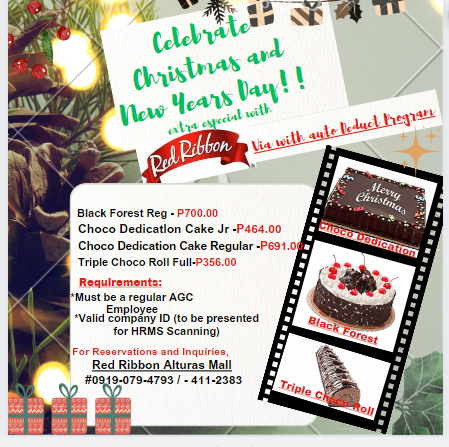 Celebrate
Christmas and
New Years Day!!
extra especial with
Red Ribbon
Via with auto Deduct Program
Black Forest Reg - P700.00
Choco Dedication Cake Jr -P464.00
Choco Dedication Cake Regular -P691.00
Triple Choco Roll Full-P356.00
Requirements:
*Must be a regular AGC
Employee
*Valid company ID (to be presented
for HRMS Scanning)
For Reservations and Inquiries,
Red Ribbon Alturas Mall
#0919-079-4793 / - 411-2383
Merry
Christmas
Choco Dedication
Black Forest
Triple Choco Roll